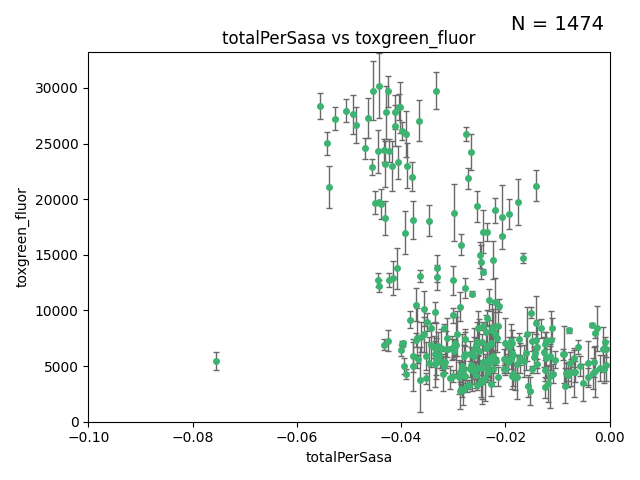 N = 1474
totalPerSasa vs toxgreen_fluor
30000
25000
20000
15000
10000
5000
0
toxgreen_fluor
−0.10 −0.08 −0.06 −0.04 −0.02 0.00
totalPerSasa